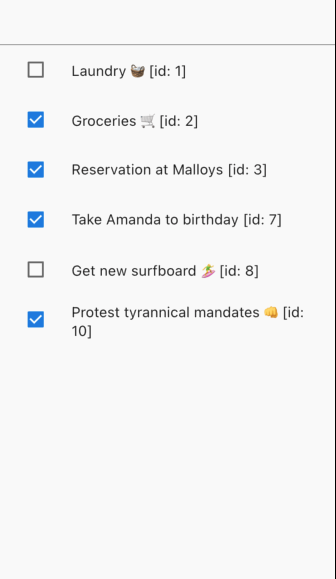 Laundry 🧺 [id: 1]
Groceries 🛒 [id: 2]
Reservation at Malloys [id: 3]
Take Amanda to birthday [id: 7]
Get new surfboard 🏄 [id: 8]
Protest tyrannical mandates 👊 [id:
10]